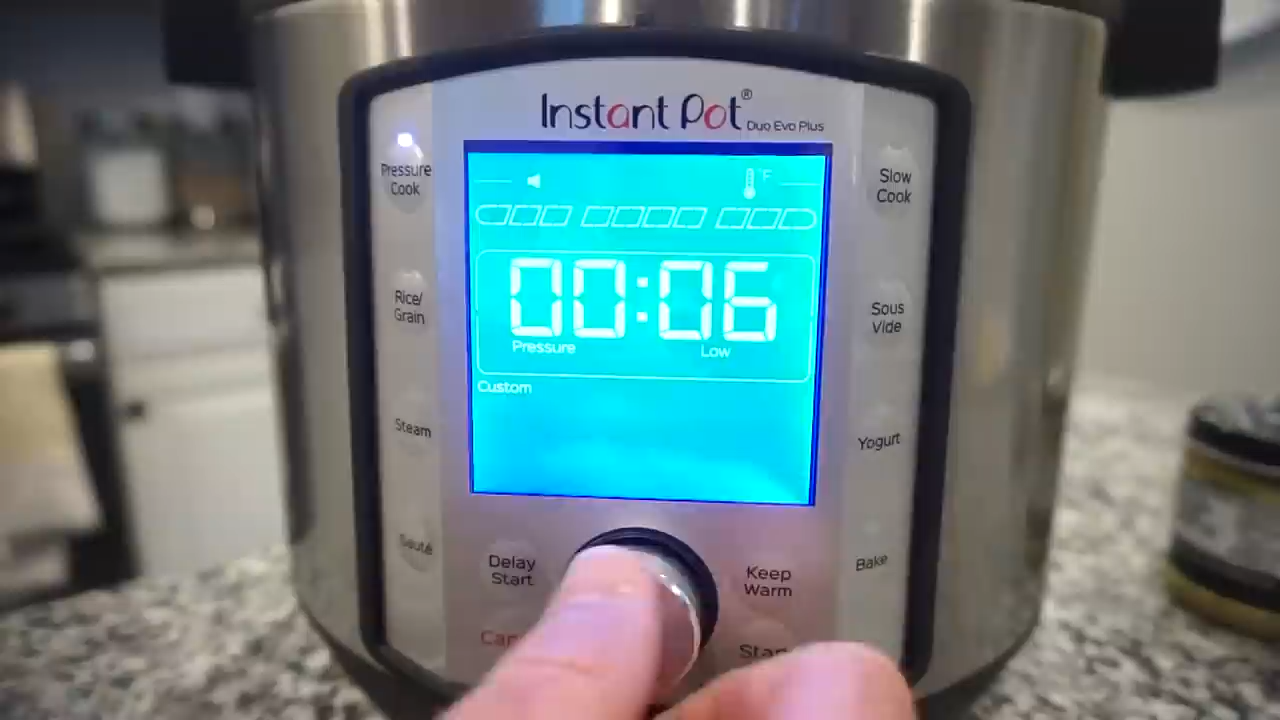 Instant Pot®
Duo Evo Plus
Pressure
Cook
Rice/
Grain
Steam
Sauté
°F
00:06
Pressure
Low
Custom
Slow
Cook
Sous
Vide
Yogurt
Bake
Delay
Start
Keep
Warm